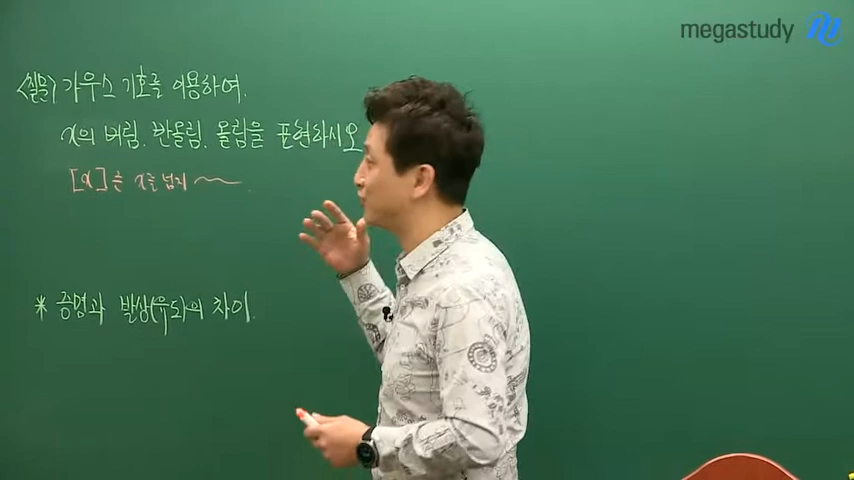 megastudy
<질문> 가우스 기호를 이용하여.
x의 버림. 반올림. 올림을 표현하시오
[x]는 x를 넘지
* 증명과 발상(유도)의 차이.